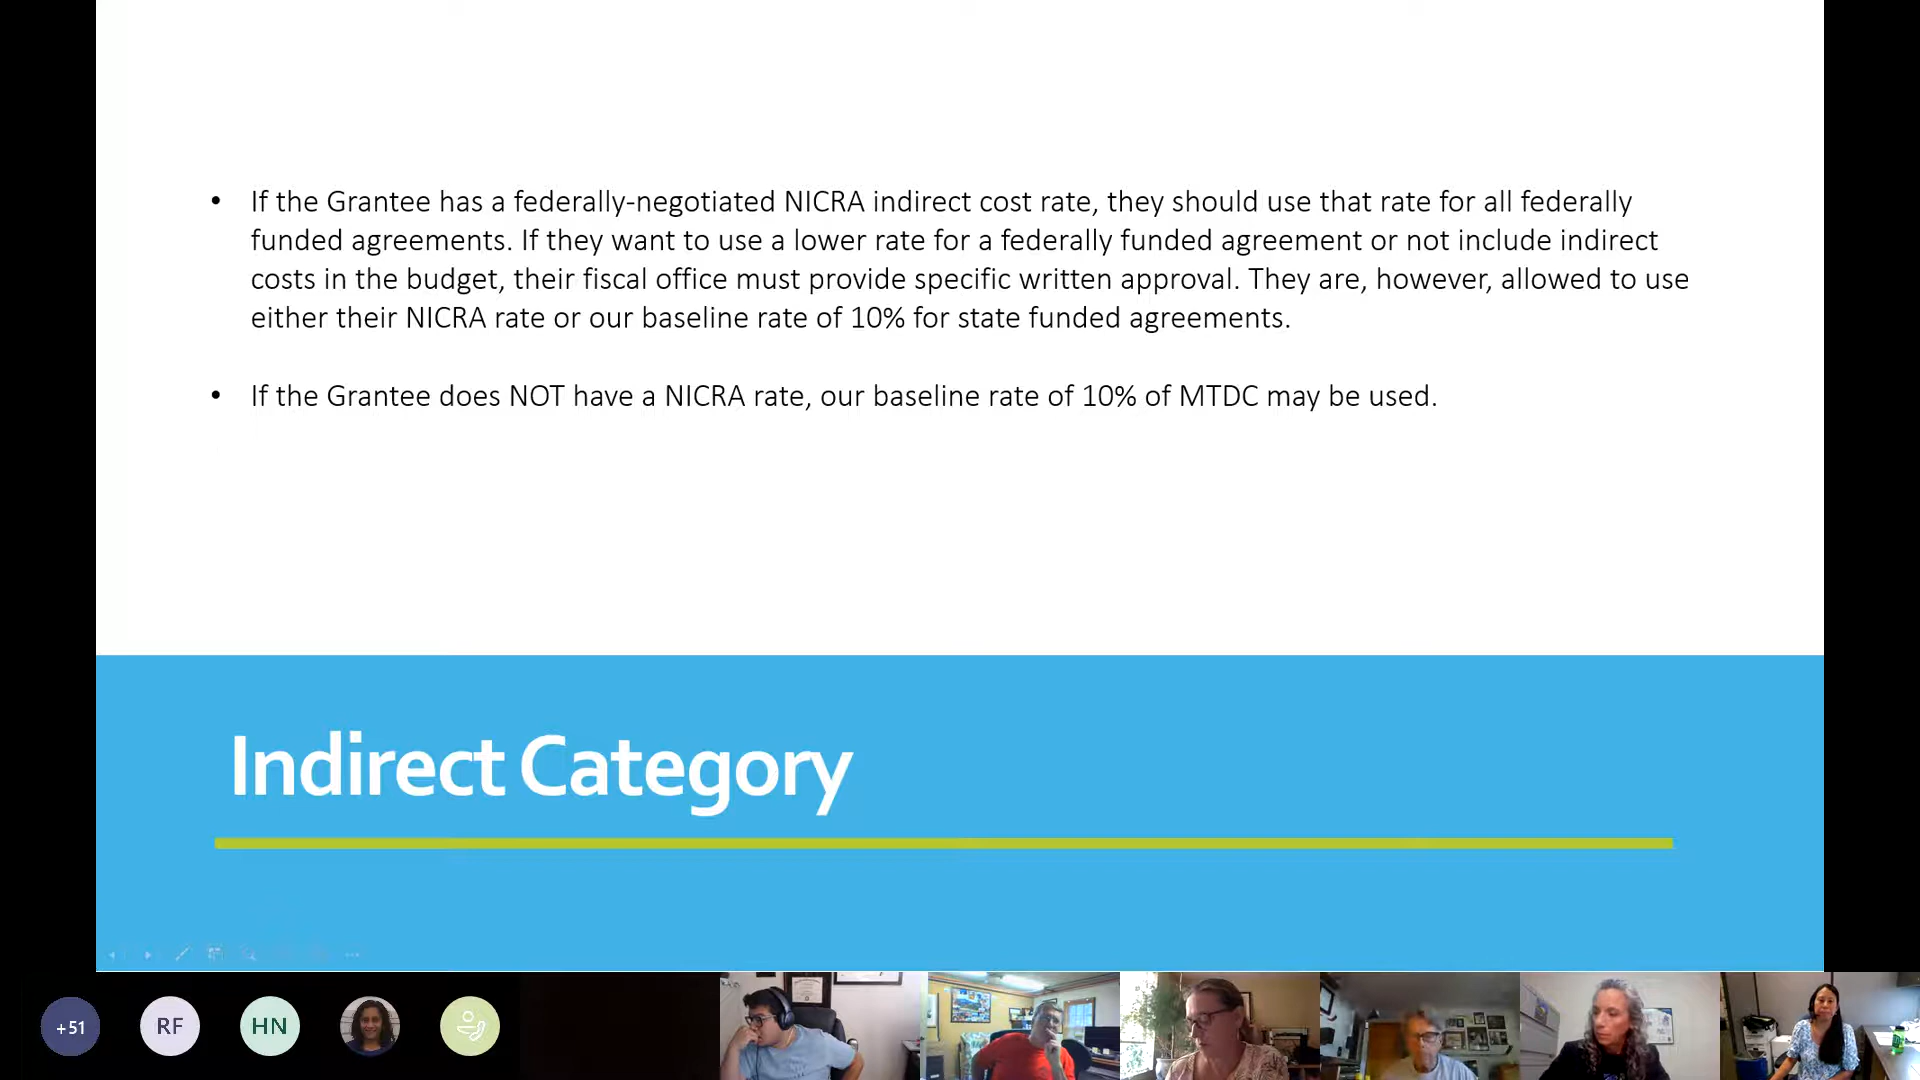 • If the Grantee has a federally-negotiated NICRA indirect cost rate, they should use that rate for all federally
funded agreements. If they want to use a lower rate for a federally funded agreement or not include indirect
costs in the budget, their fiscal office must provide specific written approval. They are, however, allowed to use
either their NICRA rate or our baseline rate of 10% for state funded agreements.
• If the Grantee does NOT have a NICRA rate, our baseline rate of 10% of MTDC may be used.
Indirect Category
+51
RF
HN